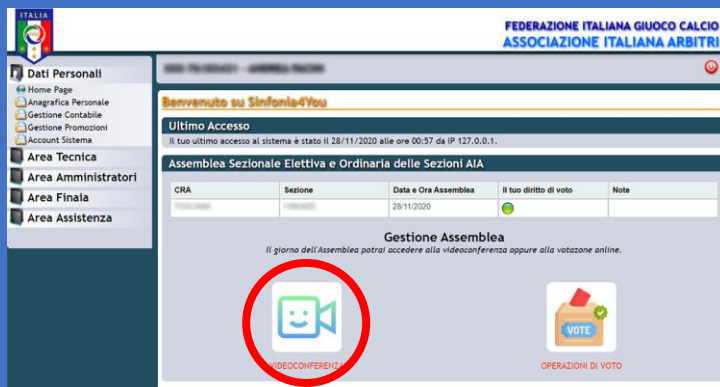 ITALIA
FEDERAZIONE ITALIANA GIUOCO CALCIO
ASSOCIAZIONE ITALIANA ARBITRI
Dati Personali
Home Page
Anagrafica Personale
Gestione Contabile
Gestione Promozioni
Account Sistema
Area Tecnica
Area Amministratori
Area Finaia
Area Assistenza
Benvenuto su Sinfonia4You
Ultimo Accesso
Il tuo ultimo accesso al sistema è stato il 28/11/2020 alle ore 00:57 da IP 127.0.0.1.
Assemblea Sezionale Elettiva e Ordinaria delle Sezioni AIA
CRA Sezione Data e Ora Assemblea Il tuo diritto di voto Note
28/11/2020
Gestione Assemblea
Il giorno dell'Assemblea potrai accedere alla videoconferenza oppure alla votazone online.
VOTE
VIDEOCONFERENZA OPERAZIONI DI VOTO